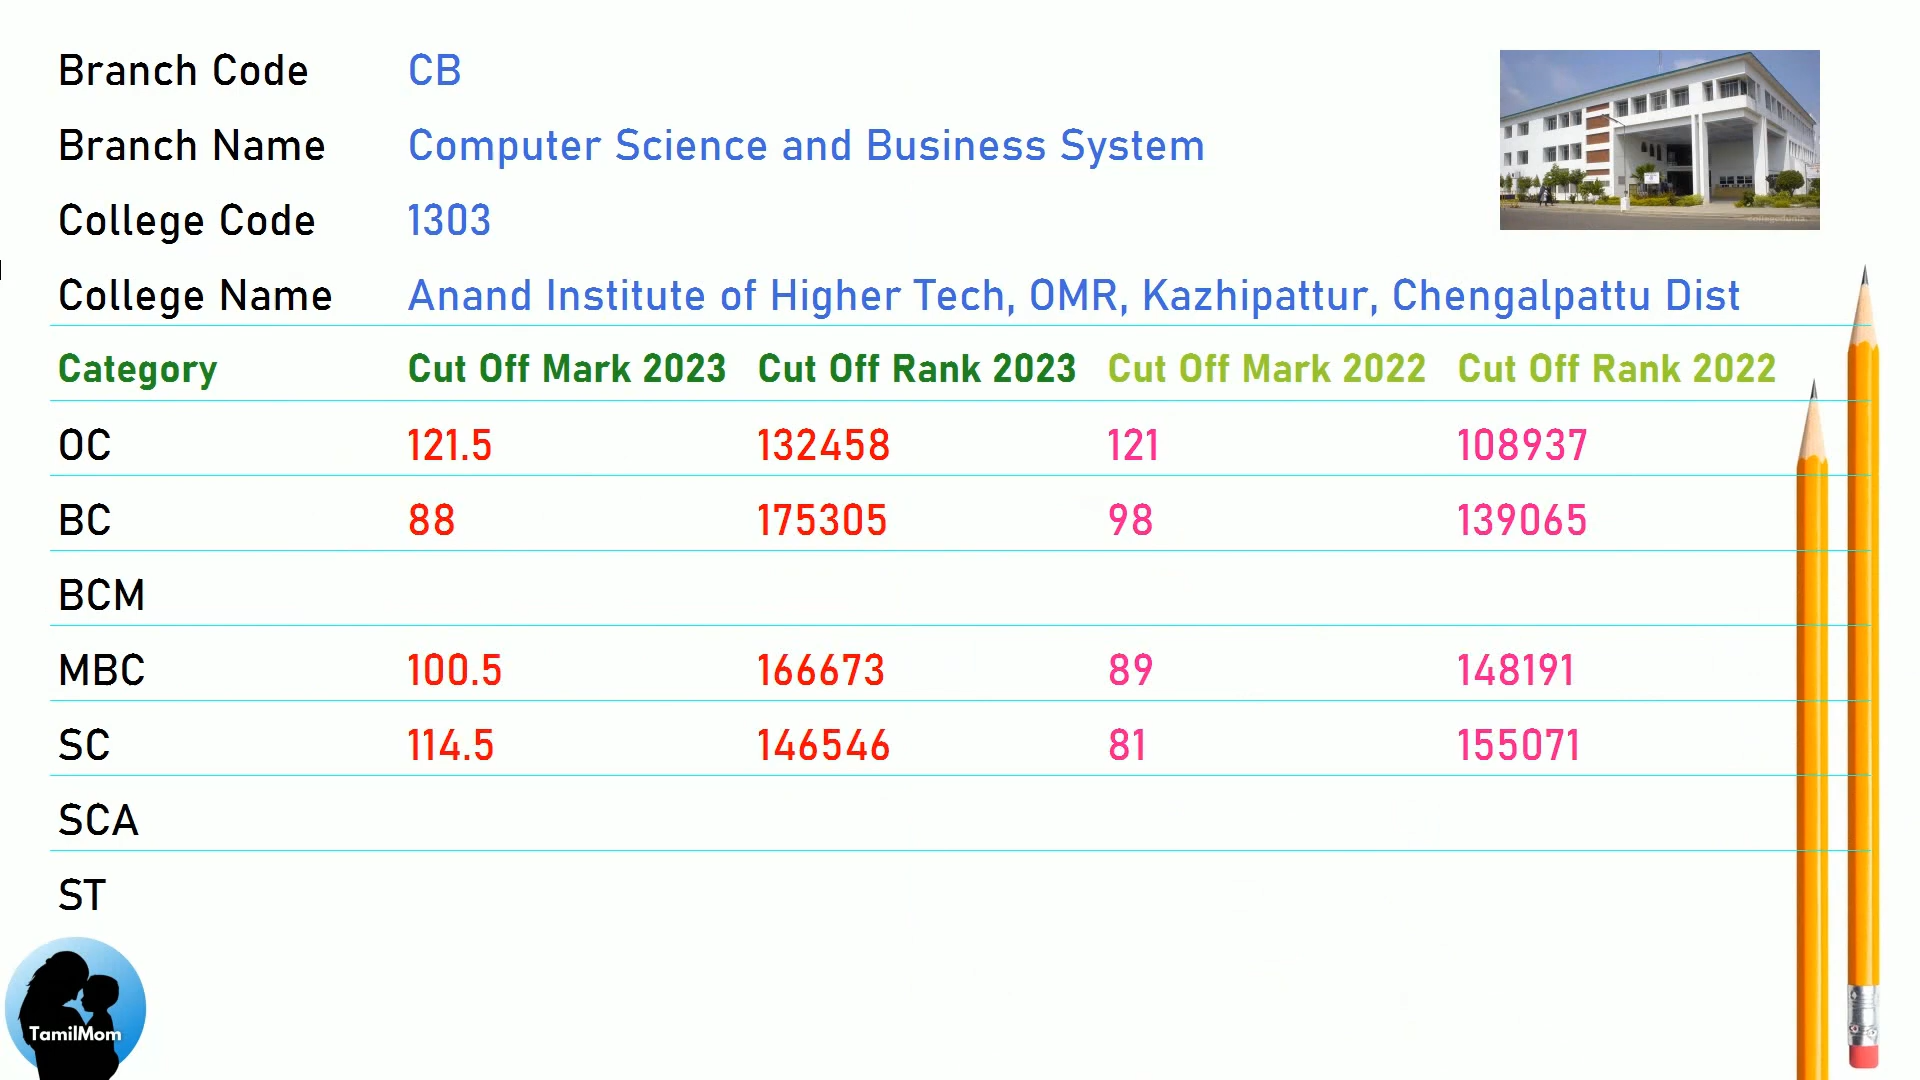 Branch Code CB
Branch Name Computer Science and Business System
College Code 1303
College Name Anand Institute of Higher Tech, OMR, Kazhipattur, Chengalpattu Dist
Category Cut Off Mark 2023 Cut Off Rank 2023 Cut Off Mark 2022 Cut Off Rank 2022
OC 121.5 132458 121 108937
BC 88 175305 98 139065
BCM
MBC 100.5 166673 89 148191
SC 114.5 146546 81 155071
SCA
ST
TamilMom